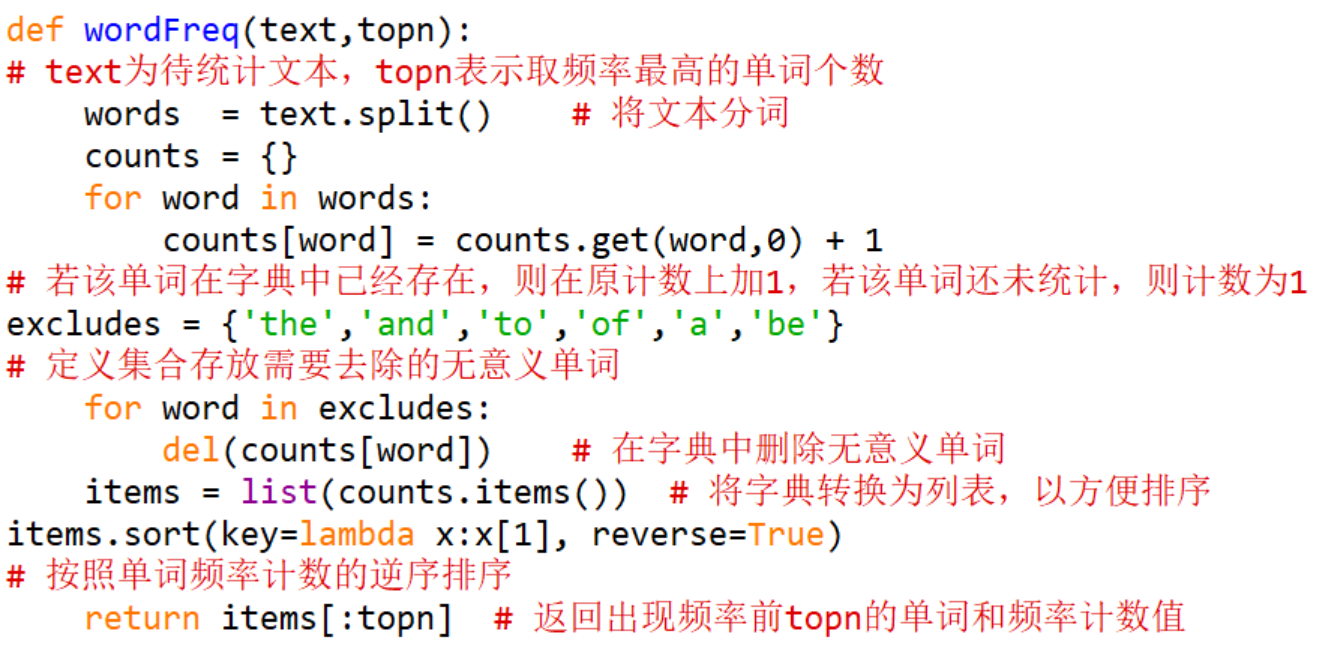 def wordFreq(text,topn):
# text为待统计文本，topn表示取频率最高的单词个数
    words  = text.split()    # 将文本分词
    counts = {}
    for word in words:
        counts[word] = counts.get(word,0) + 1
# 若该单词在字典中已经存在，则在原计数上加1，若该单词还未统计，则计数为1
excludes = {'the','and','to','of','a','be'}
# 定义集合存放需要去除的无意义单词
    for word in excludes:
        del(counts[word])    # 在字典中删除无意义单词
    items = list(counts.items())  # 将字典转换为列表，以方便排序
items.sort(key=lambda x:x[1], reverse=True)
# 按照单词频率计数的逆序排序
    return items[:topn]  # 返回出现频率前topn的单词和频率计数值